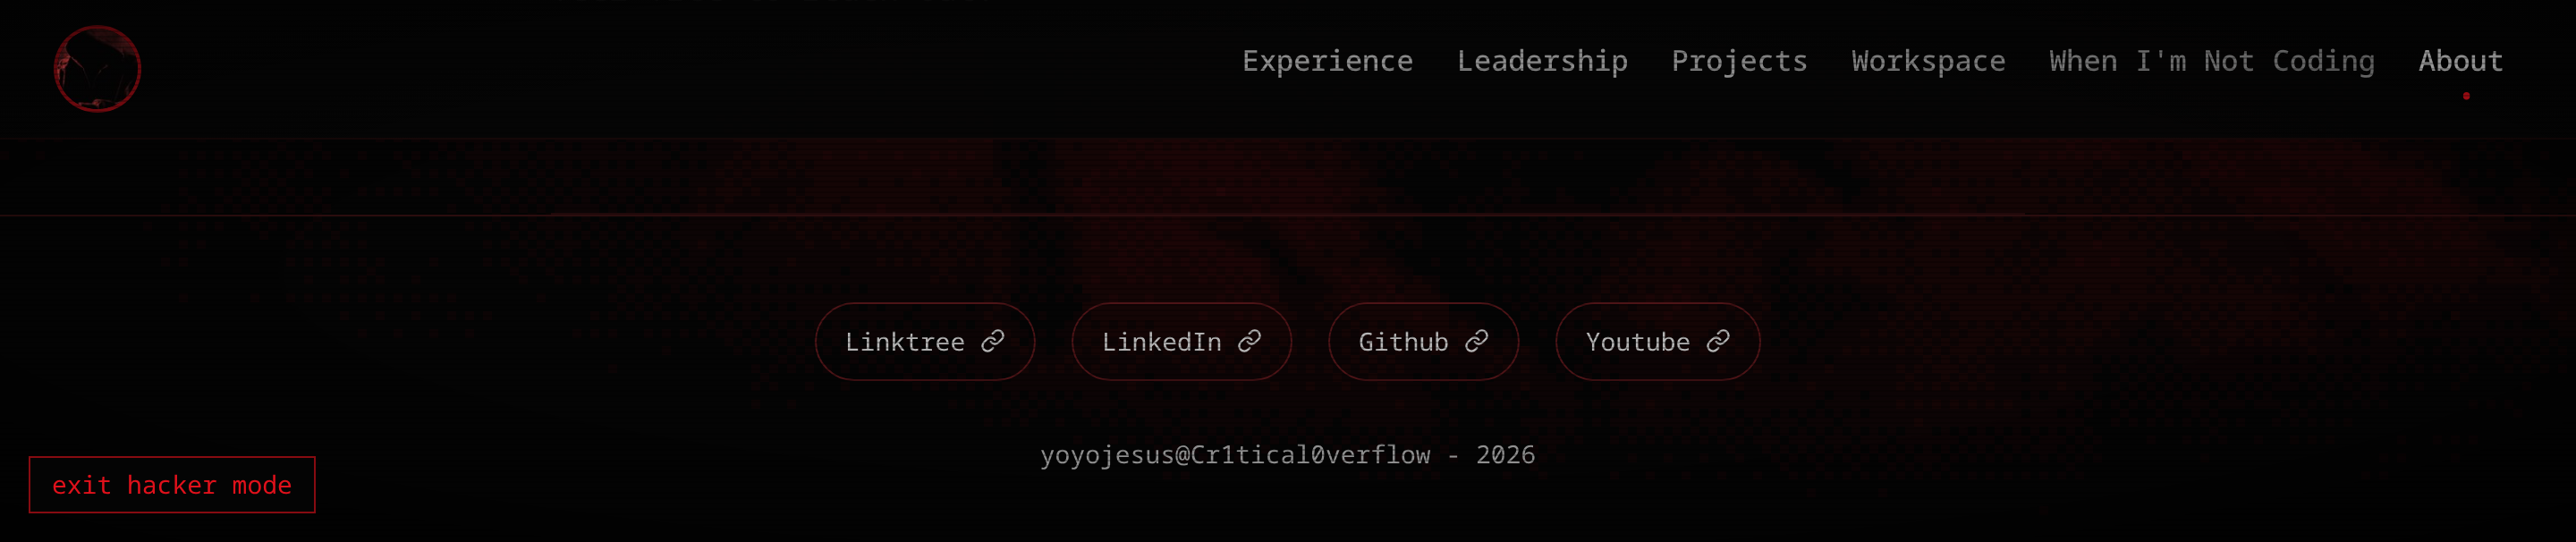 Experience Leadership Projects Workspace When I'm Not Coding About
Linktree LinkedIn Github Youtube
yoyojesus@Cr1tical0verflow - 2026
exit hacker mode